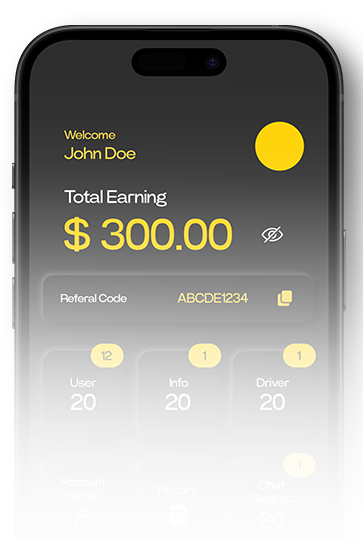 Welcome
John Doe
Total Earning
$ 300.00
Referal Code ABCDE1234
12 1 1
User Info Driver
20 20 20
1
Account
Details
History
Chat
Support
20